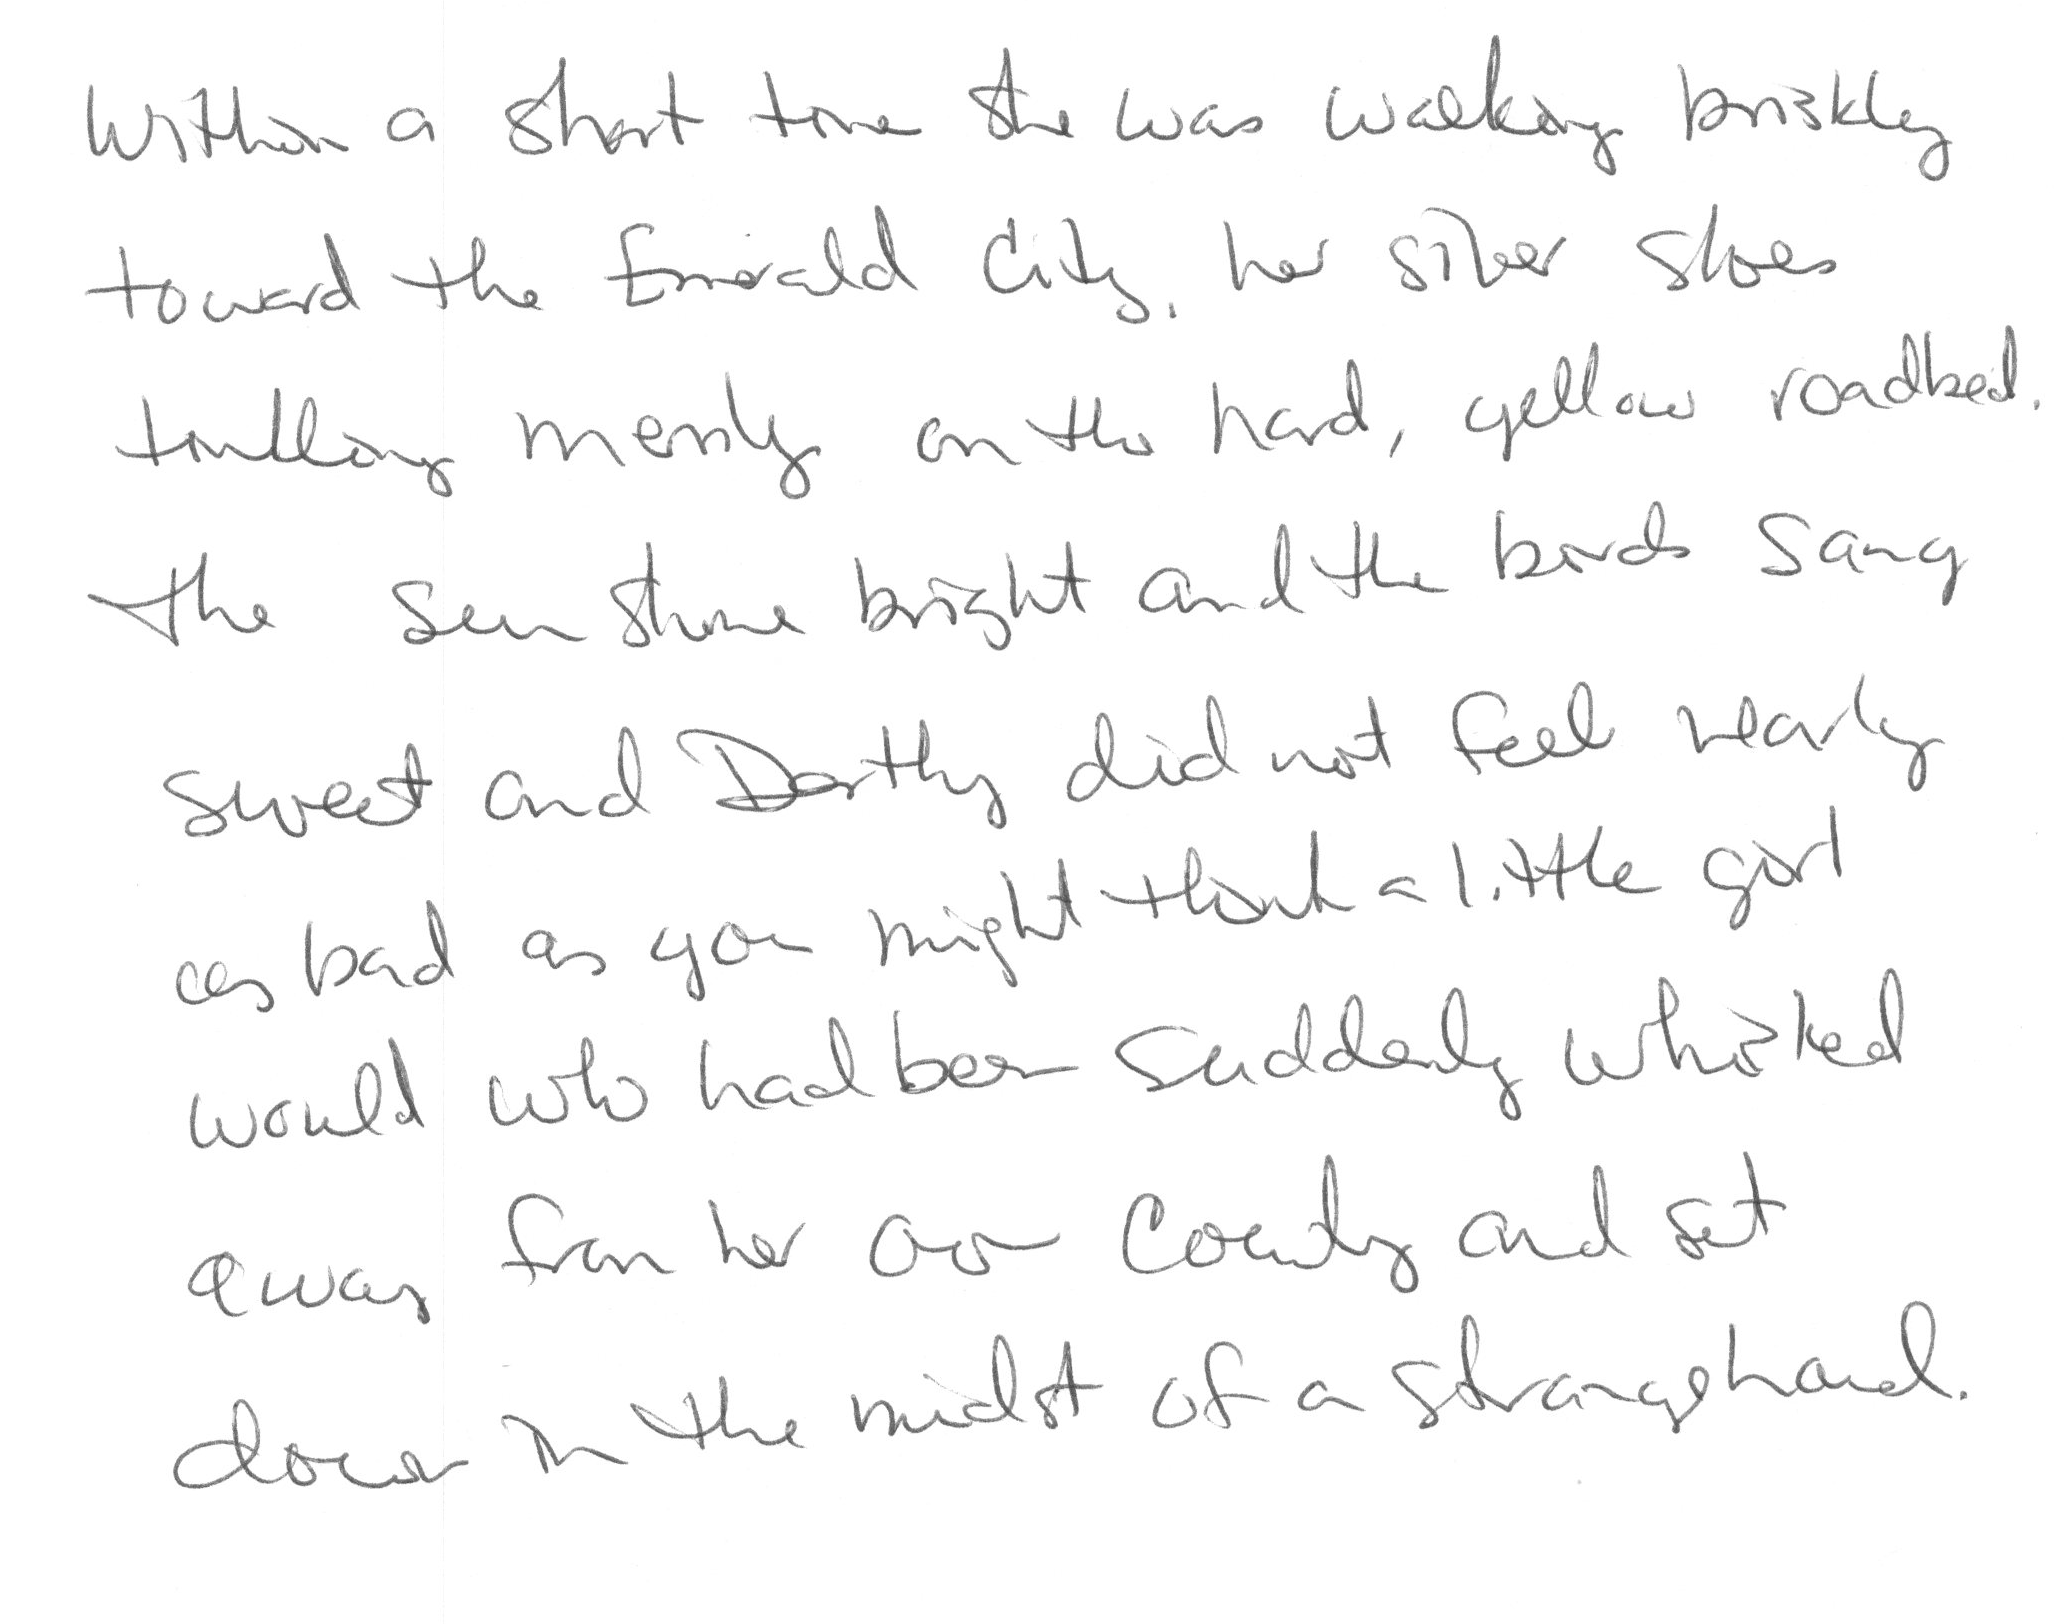 Within a short time she was walking briskly
toward the Emerald City, her silver shoes
tinkling merrily on the hard, yellow roadbed.
the sun shone bright and the birds sang
sweet and Dorthy did not feel nearly
as bad as you might think a little girl
would who had been suddenly whisked
away from her own country and set
down in the midst of a strange land.